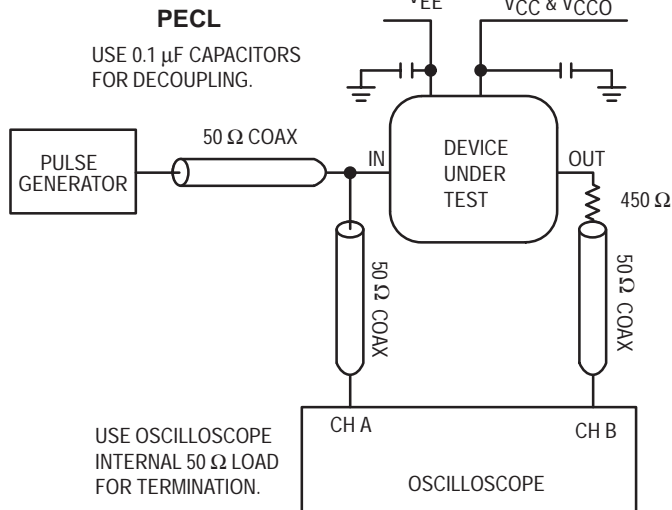 PECL
VEE
VCC & VCCO
USE 0.1 µF CAPACITORS
FOR DECOUPLING.
50 Ω COAX
PULSE
GENERATOR
IN
DEVICE
UNDER
TEST
OUT
450 Ω
50 Ω COAX
50 Ω COAX
USE OSCILLOSCOPE
INTERNAL 50 Ω LOAD
FOR TERMINATION.
CH A
CH B
OSCILLOSCOPE